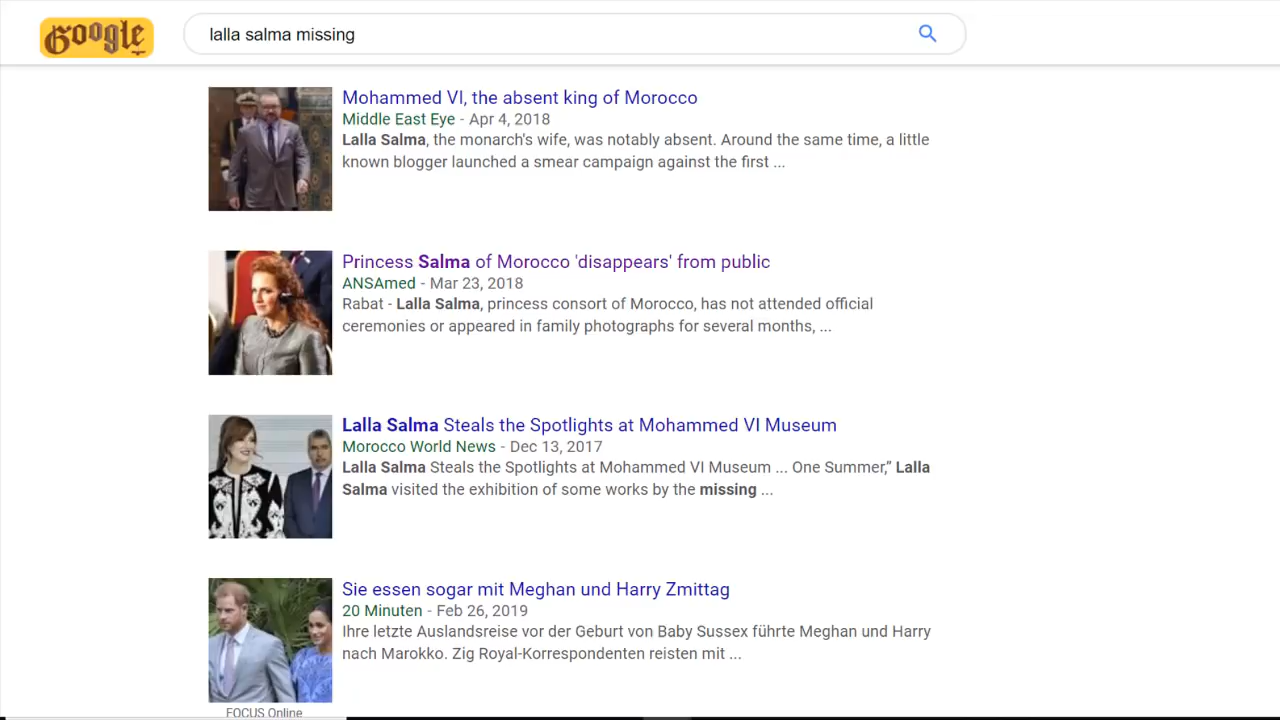 Google
lalla salma missing
Mohammed VI, the absent king of Morocco
Middle East Eye - Apr 4, 2018
Lalla Salma, the monarch's wife, was notably absent. Around the same time, a little
known blogger launched a smear campaign against the first ...
Princess Salma of Morocco 'disappears' from public
ANSAmed - Mar 23, 2018
Rabat - Lalla Salma, princess consort of Morocco, has not attended official
ceremonies or appeared in family photographs for several months, ...
Lalla Salma Steals the Spotlights at Mohammed VI Museum
Morocco World News - Dec 13, 2017
Lalla Salma Steals the Spotlights at Mohammed VI Museum ... One Summer,” Lalla
Salma visited the exhibition of some works by the missing ...
Sie essen sogar mit Meghan und Harry Zmittag
20 Minuten - Feb 26, 2019
Ihre letzte Auslandsreise vor der Geburt von Baby Sussex führte Meghan und Harry
nach Marokko. Zig Royal-Korrespondenten reisten mit ...
FOCUS Online